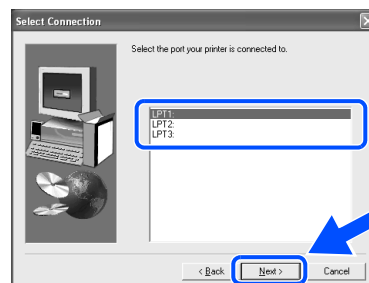 Select Connection
Select the port your printer is connected to.
LPT1:
LPT2:
LPT3:
< Back
Next >
Cancel